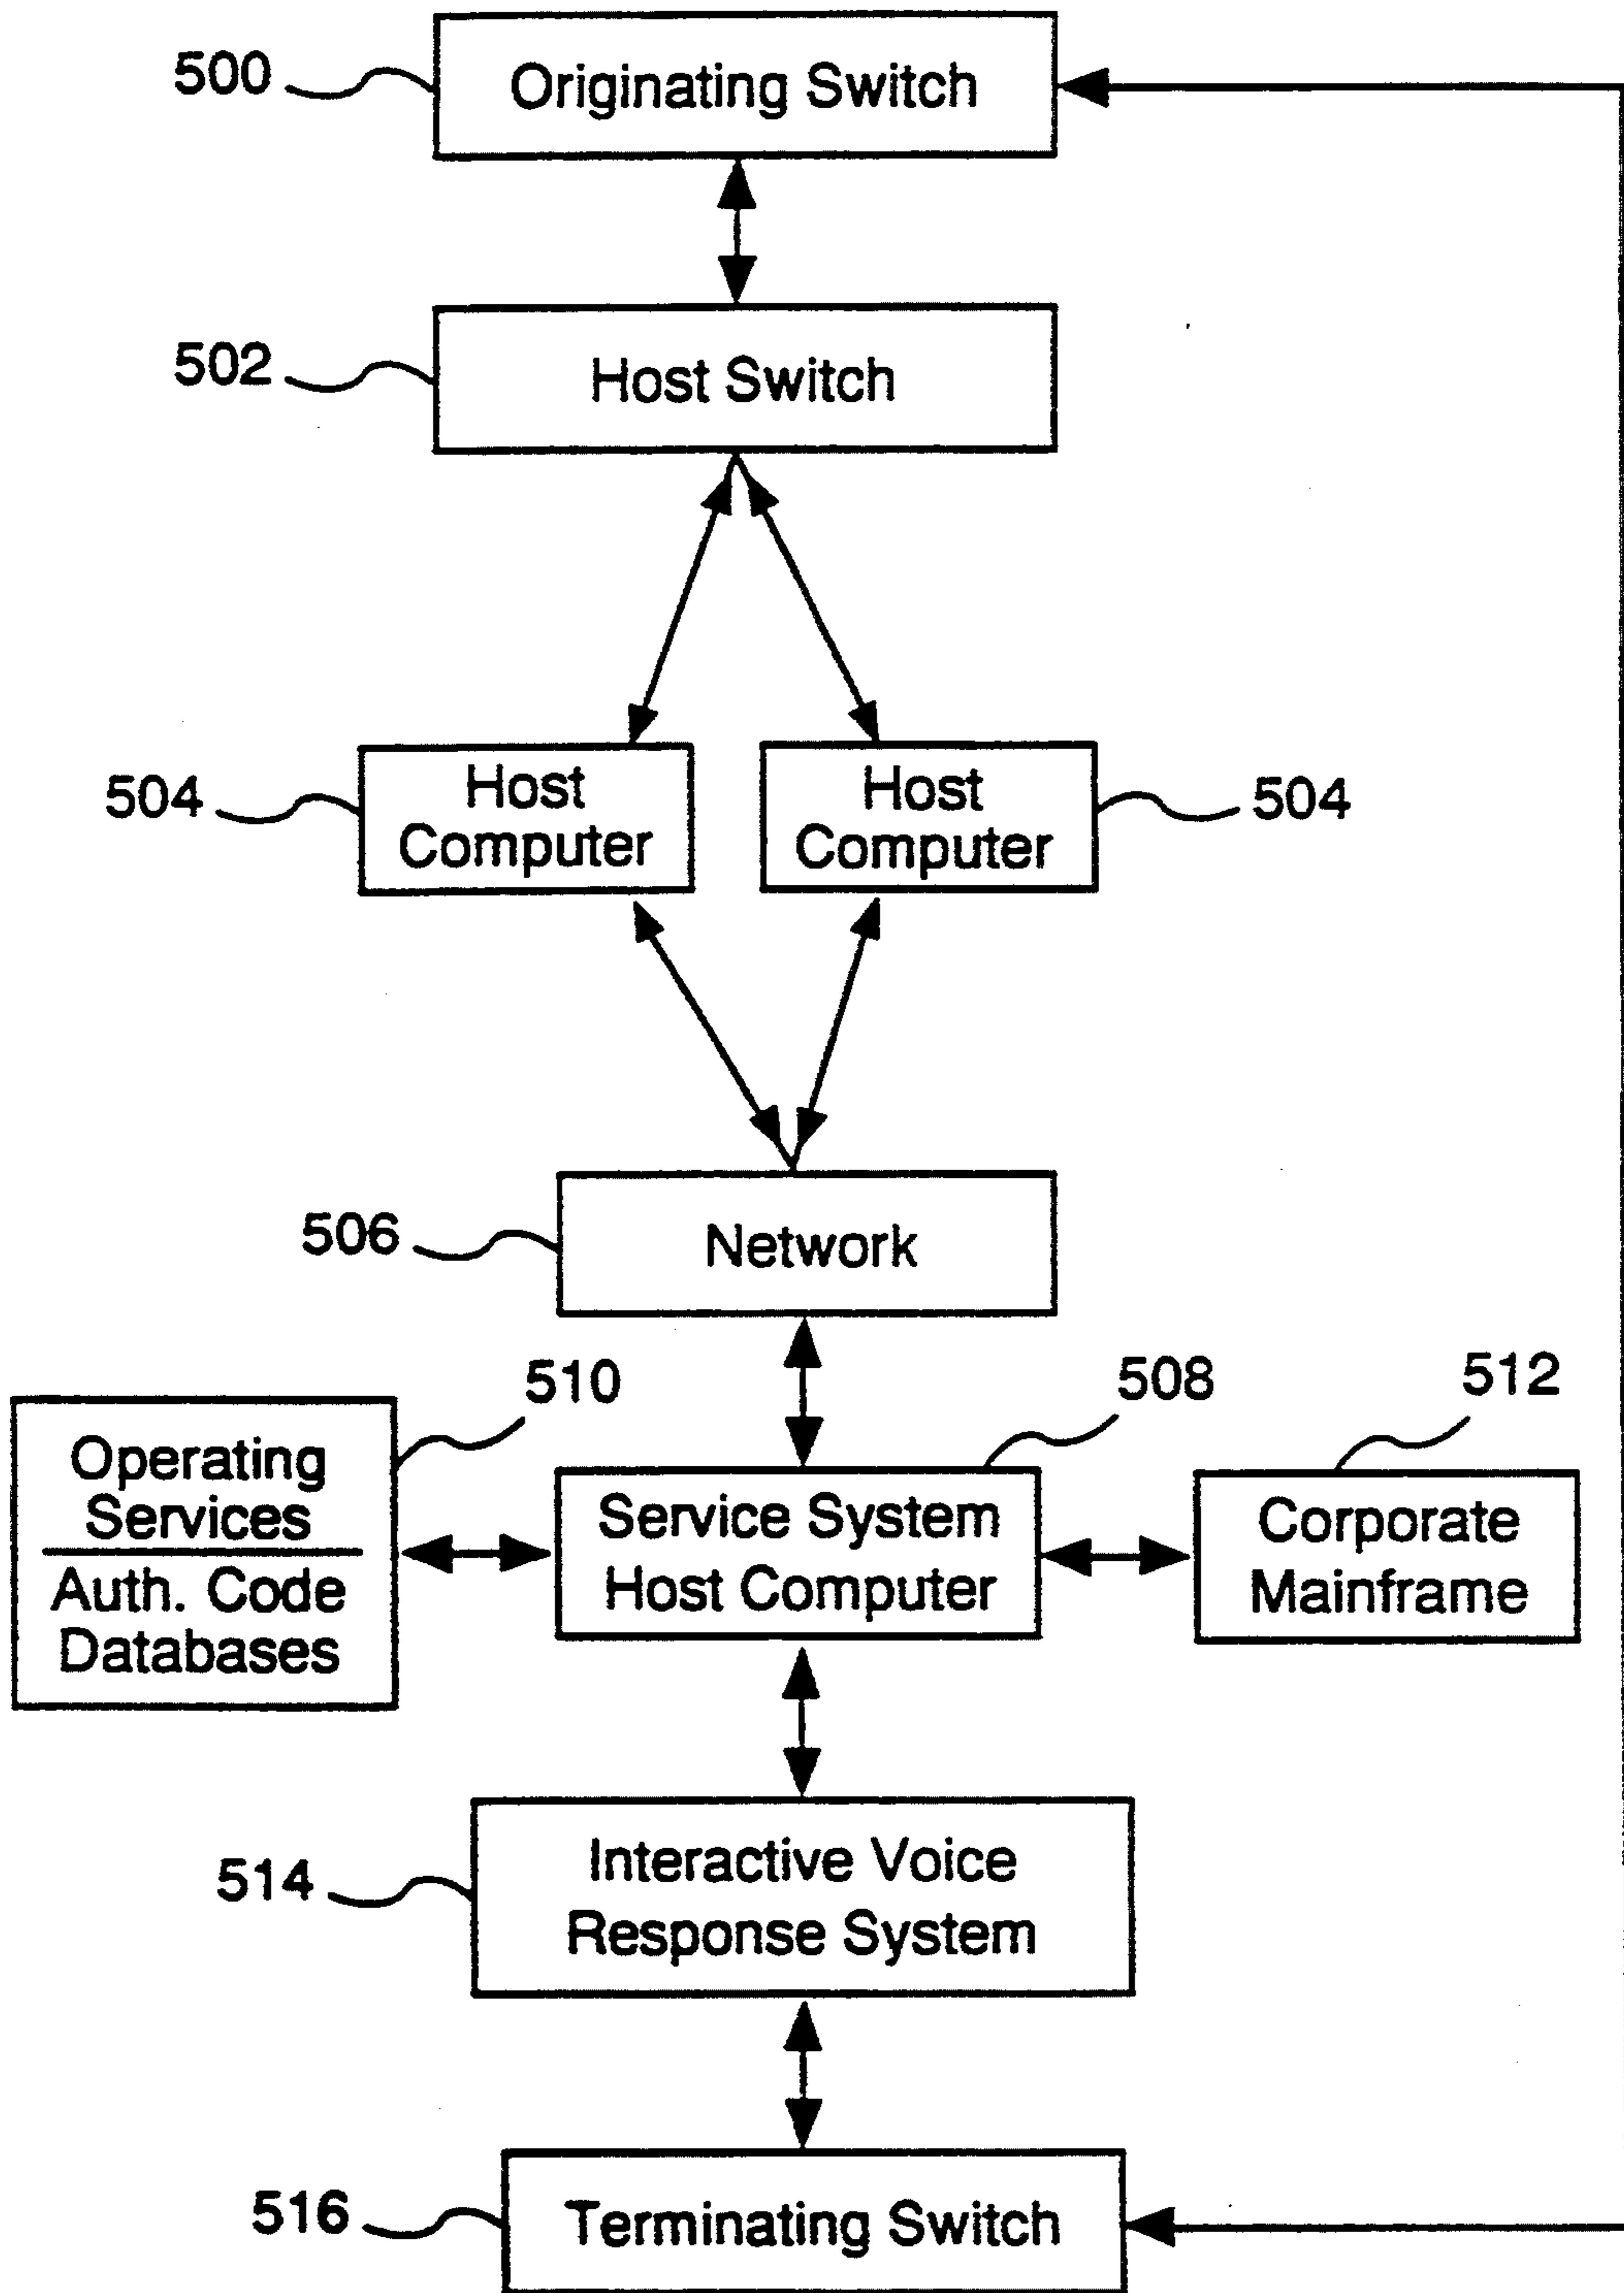 500
Originating Switch
502
Host Switch
504
Host
Computer
Host
Computer
504
506
Network
510
508
512
Operating
Services
Auth. Code
Databases
Service System
Host Computer
Corporate
Mainframe
514
Interactive Voice
Response System
516
Terminating Switch